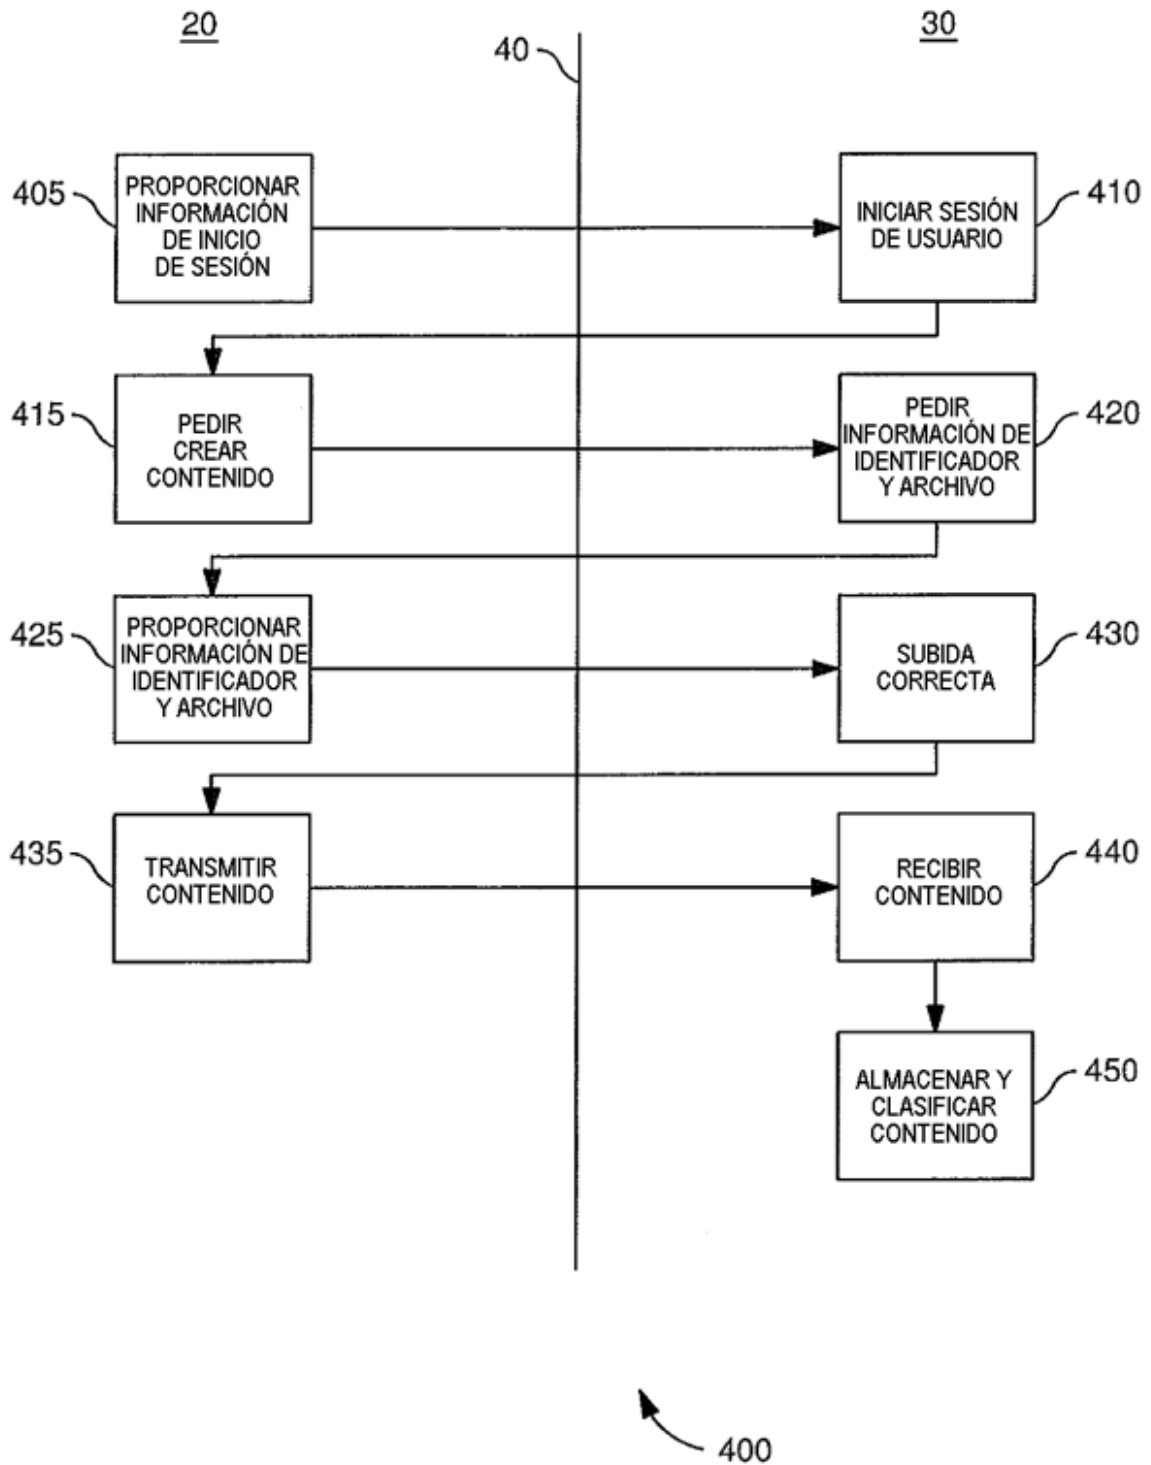 20
30
40
405
PROPORCIONAR
INFORMACIÓN
DE INICIO
DE SESIÓN
INICIAR SESIÓN
DE USUARIO
410
415
PEDIR
CREAR
CONTENIDO
PEDIR
INFORMACIÓN DE
IDENTIFICADOR
Y ARCHIVO
420
425
PROPORCIONAR
INFORMACIÓN DE
IDENTIFICADOR
Y ARCHIVO
SUBIDA
CORRECTA
430
435
TRANSMITIR
CONTENIDO
RECIBIR
CONTENIDO
440
ALMACENAR Y
CLASIFICAR
CONTENIDO
450
400